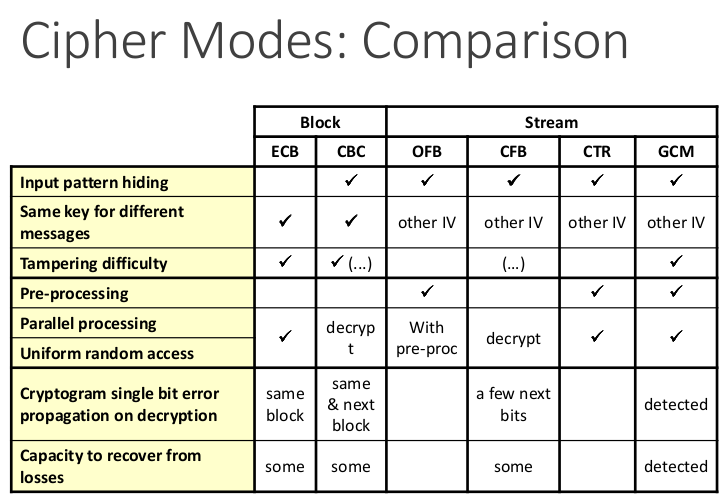 Cipher Modes: Comparison
Block Stream
ECB CBC OFB CFB CTR GCM
Input pattern hiding ✓ ✓ ✓ ✓ ✓
Same key for different
messages ✓ ✓ other IV other IV other IV other IV
Tampering difficulty ✓ ✓ (...) (...) ✓
Pre-processing ✓ ✓ ✓
Parallel processing
Uniform random access ✓ decryp
t With
pre-proc decrypt ✓ ✓
Cryptogram single bit error
propagation on decryption same
block same
& next
block a few next
bits detected
Capacity to recover from
losses some some some detected